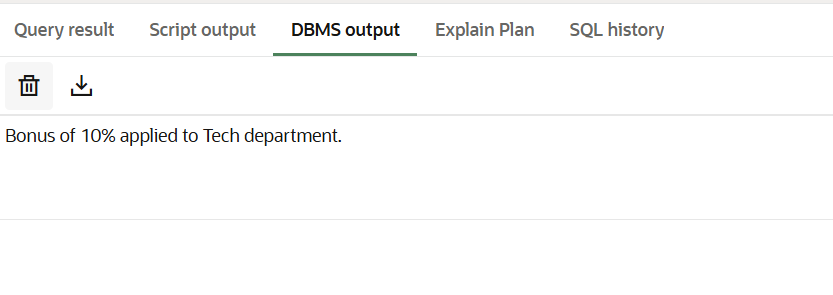 Query result Script output DBMS output Explain Plan SQL history
Bonus of 10% applied to Tech department.